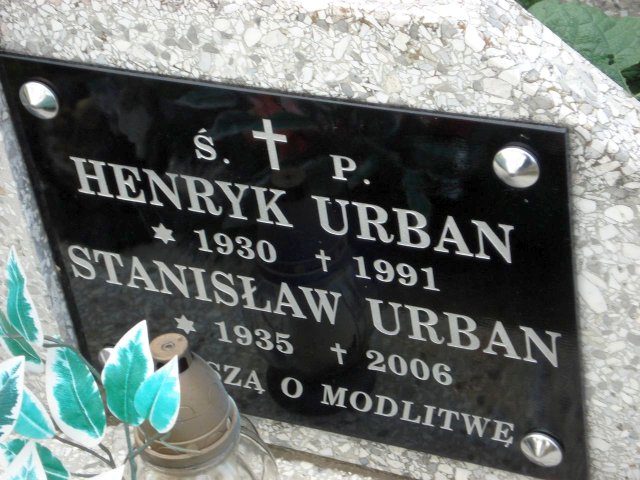 Ś. P.
HENRYK URBAN
1930 1991
STANISŁAW URBAN
1935 2006
O MODLITWĘ